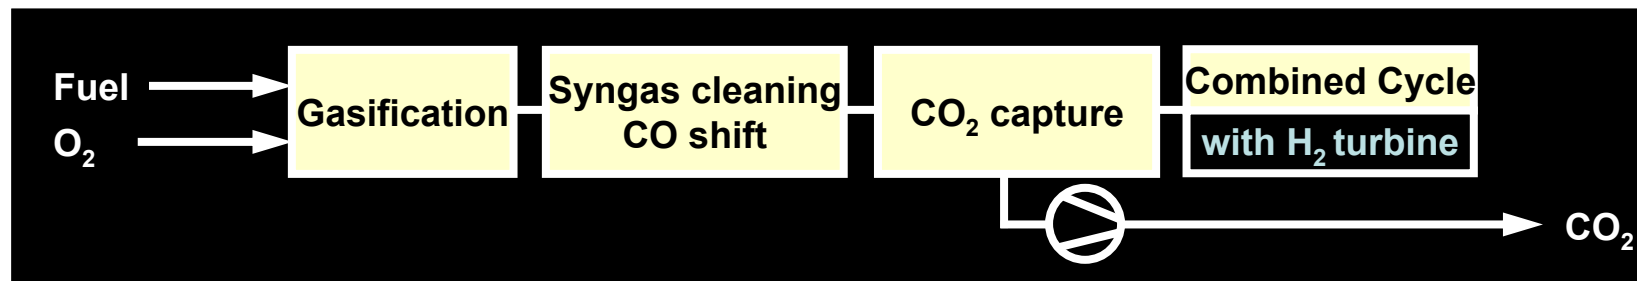 Fuel
O₂
Gasification
Syngas cleaning
CO shift
CO₂ capture
Combined Cycle
with H₂ turbine
CO₂